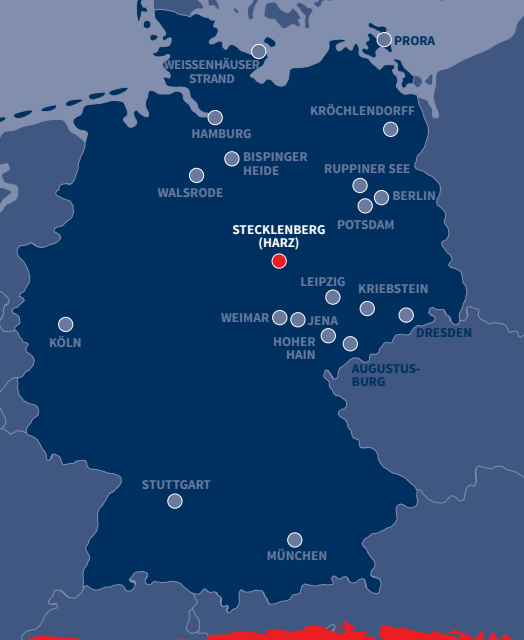 PRORA
WEISSENHÄUSER
STRAND
KRÖCHLENDORFF
HAMBURG
BISPINGER
HEIDE
RUPPINER SEE
WALSRODE
BERLIN
POTSDAM
STECKLENBERG
(HARZ)
LEIPZIG
KRIEBSTEIN
WEIMAR
JENA
DRESDEN
KÖLN
HOHER
HAIN
AUGUSTUS-
BURG
STUTTGART
MÜNCHEN